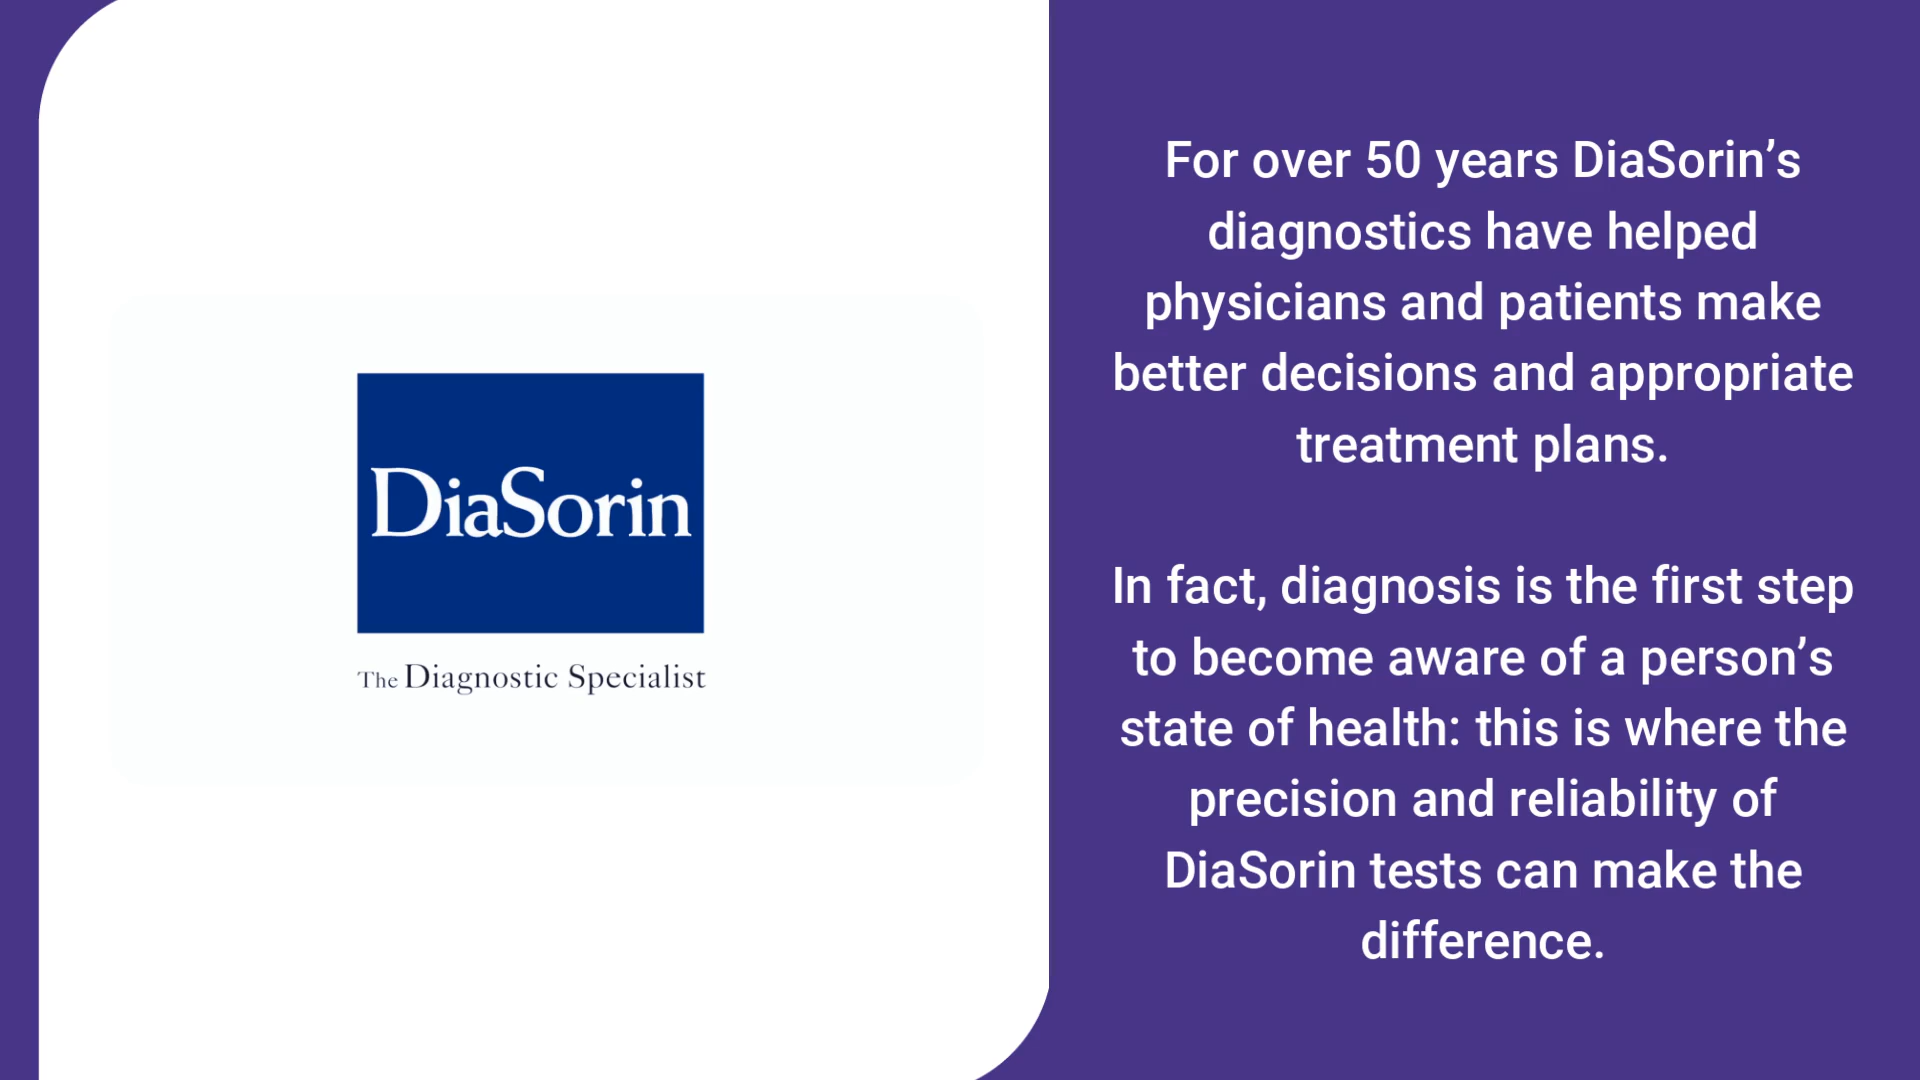 DiaSorin
The Diagnostic Specialist
For over 50 years DiaSorin’s
diagnostics have helped
physicians and patients make
better decisions and appropriate
treatment plans.
In fact, diagnosis is the first step
to become aware of a person’s
state of health: this is where the
precision and reliability of
DiaSorin tests can make the
difference.